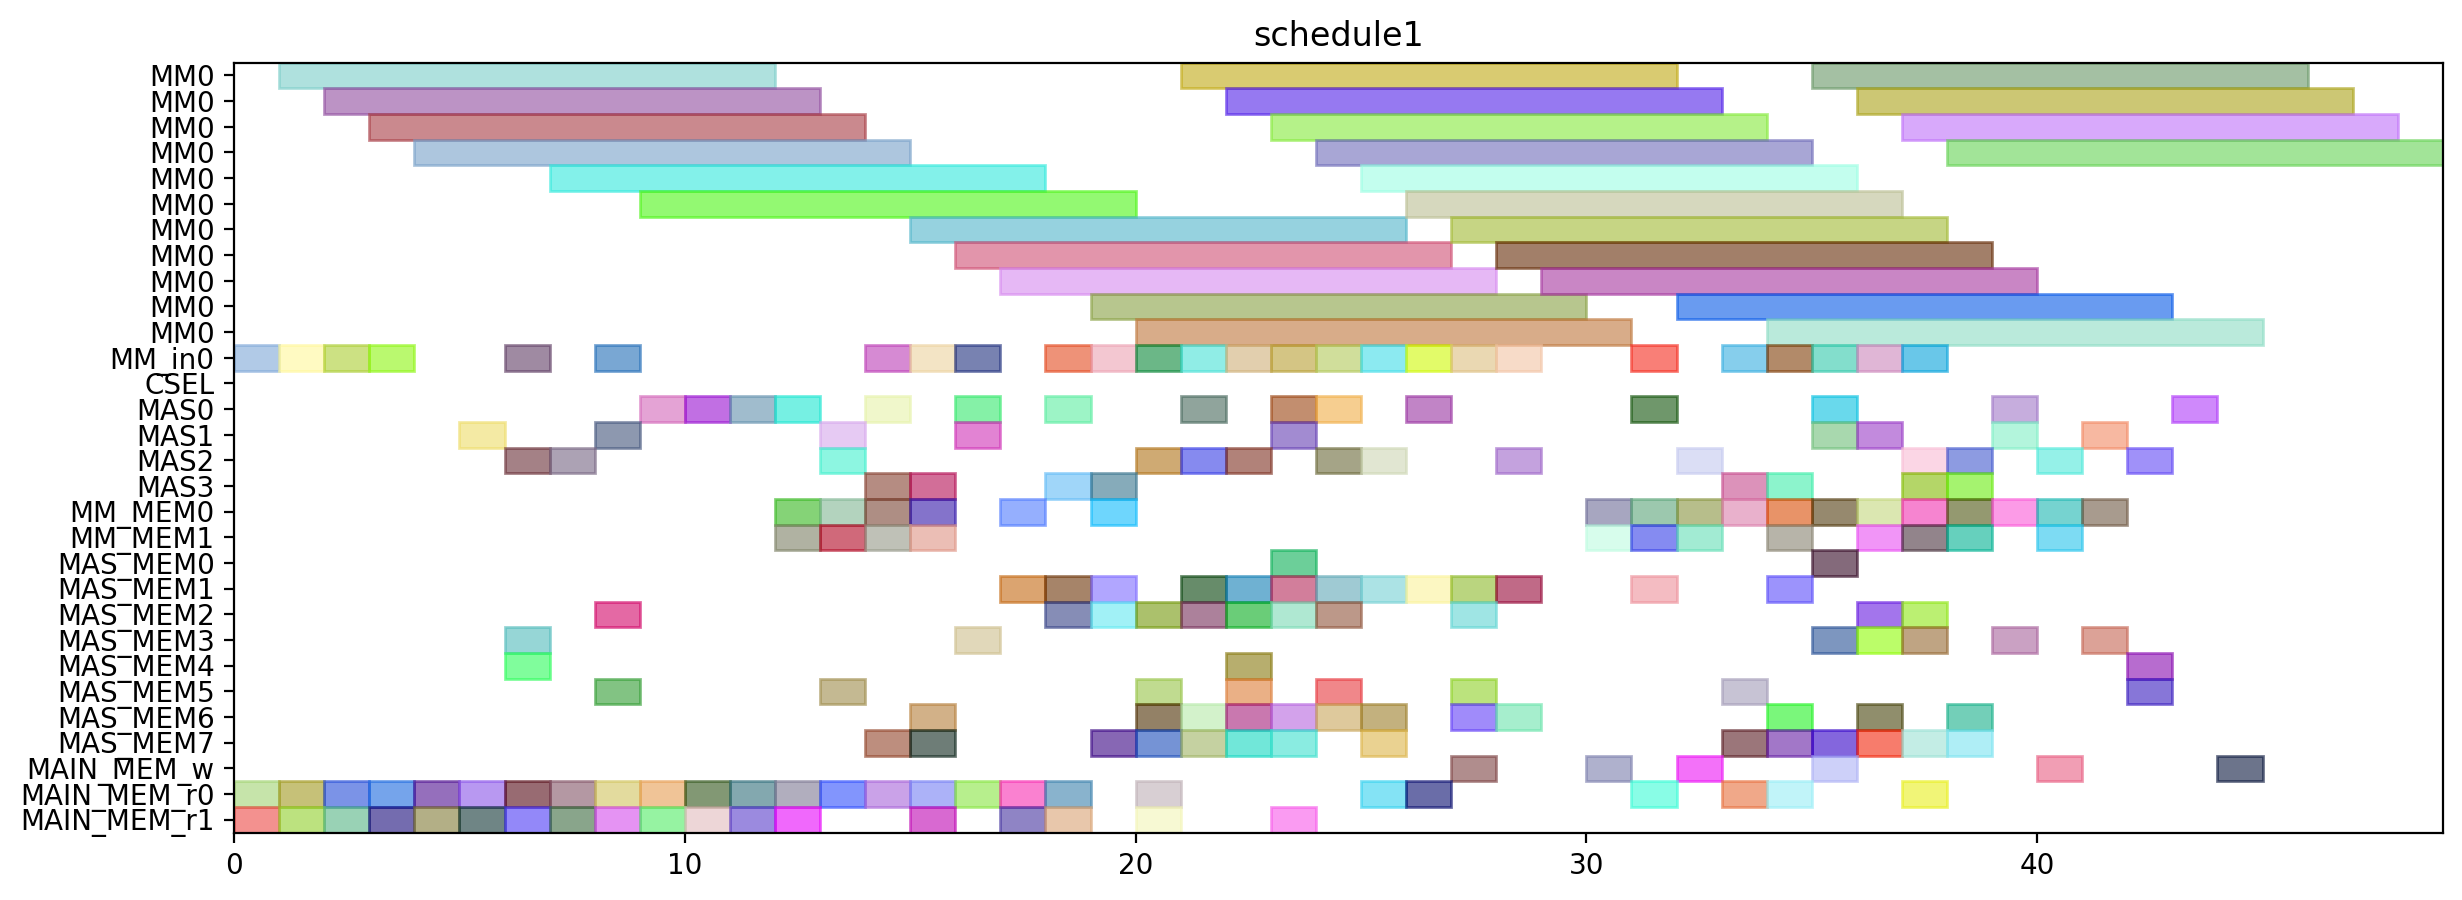 schedule1
MM0
MM0
MM0
MM0
MM0
MM0
MM0
MM0
MM0
MM0
MM0
MM_in0
CSEL
MAS0
MAS1
MAS2
MAS3
MM_MEM0
MM_MEM1
MAS_MEM0
MAS_MEM1
MAS_MEM2
MAS_MEM3
MAS_MEM4
MAS_MEM5
MAS_MEM6
MAS_MEM7
MAIN_MEM_w
MAIN_MEM_r0
MAIN_MEM_r1
0 10 20 30 40